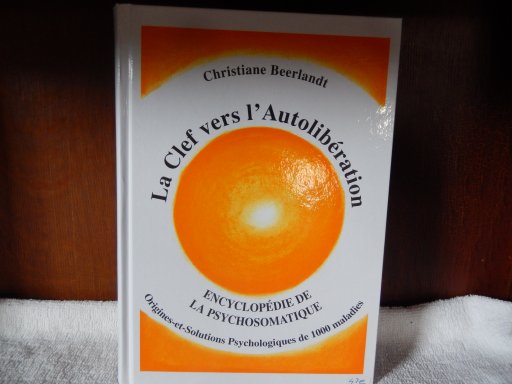 Christiane Beerlandt
La Clef vers l'Autolibération
ENCYCLOPÉDIE DE
LA PSYCHOSOMATIQUE
Origines-et-Solutions Psychologiques de 1000 maladies